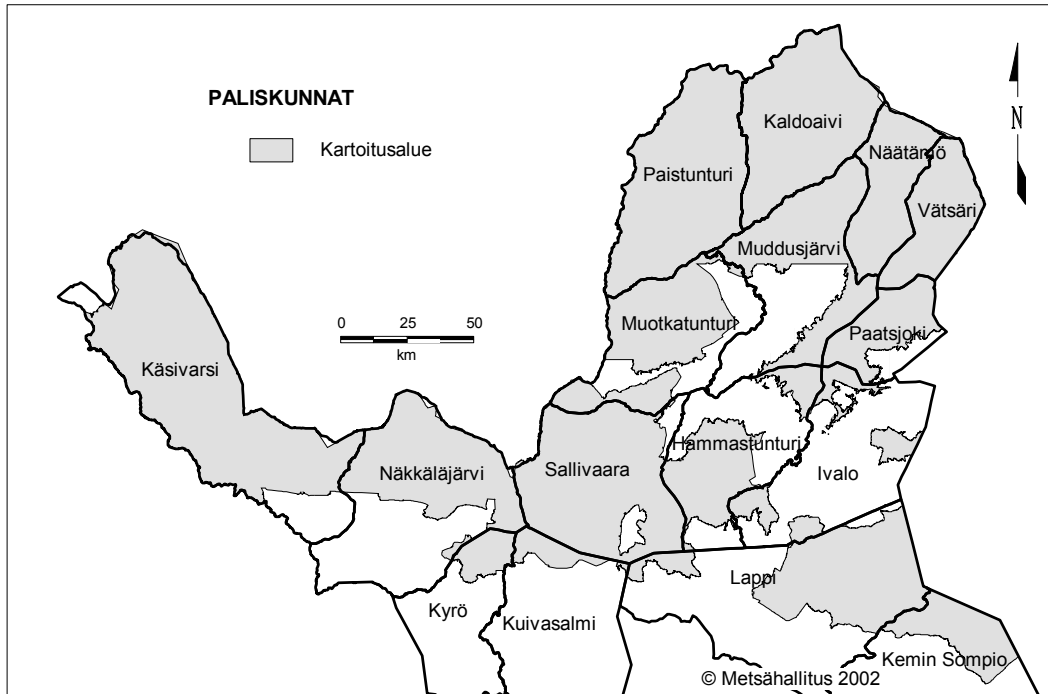 PALISKUNNAT
Kartoitusalue
N
Kaldoaivi
Näätämö
Paistunturi
Vätsäri
Muddusjärvi
0 25 50
km
Muotkatunturi
Paatsjoki
Käsivarsi
Hammastunturi
Näkkäläjärvi
Sallivaara
Ivalo
Lappi
Kyrö
Kuivasalmi
Kemin Sompio
© Metsähallitus 2002